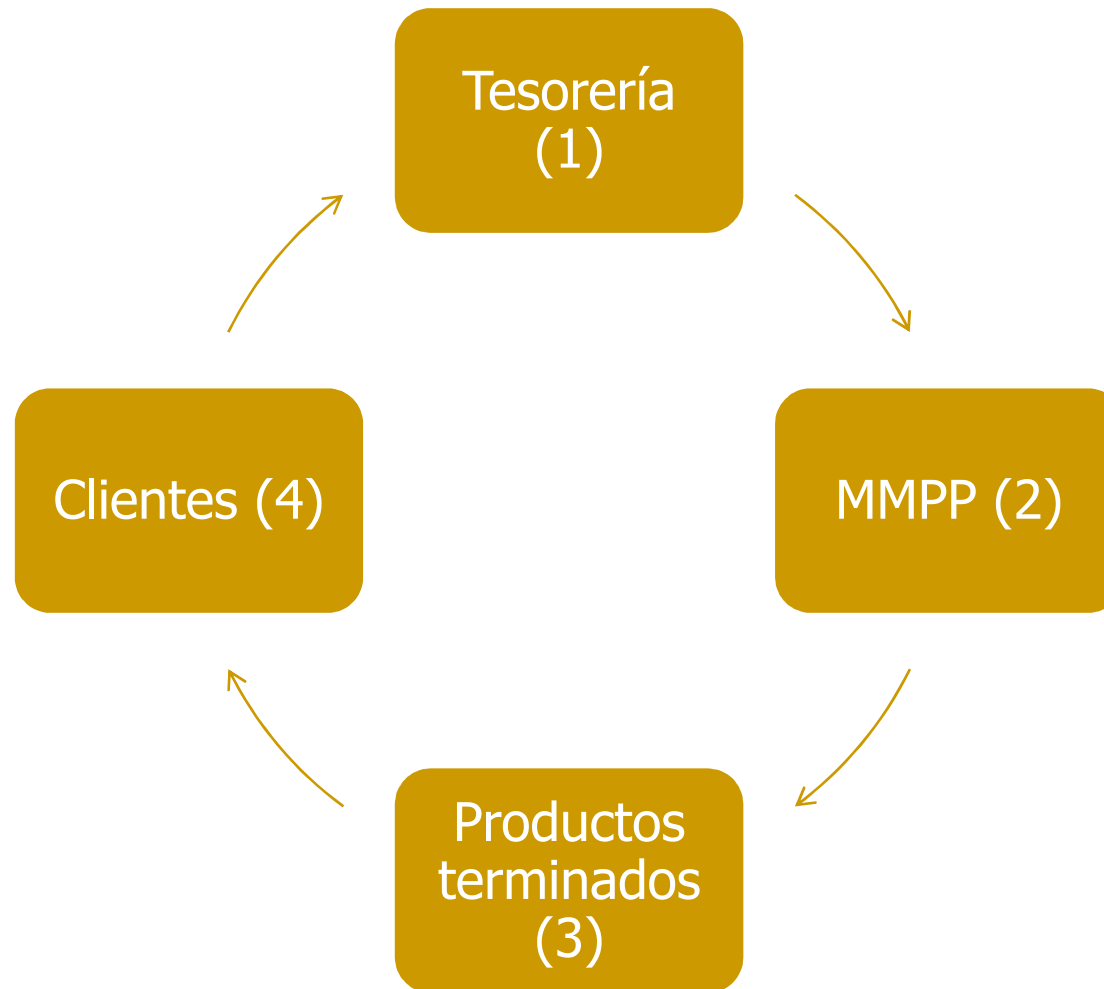 Tesorería
(1)
MMPP (2)
Productos
terminados
(3)
Clientes (4)